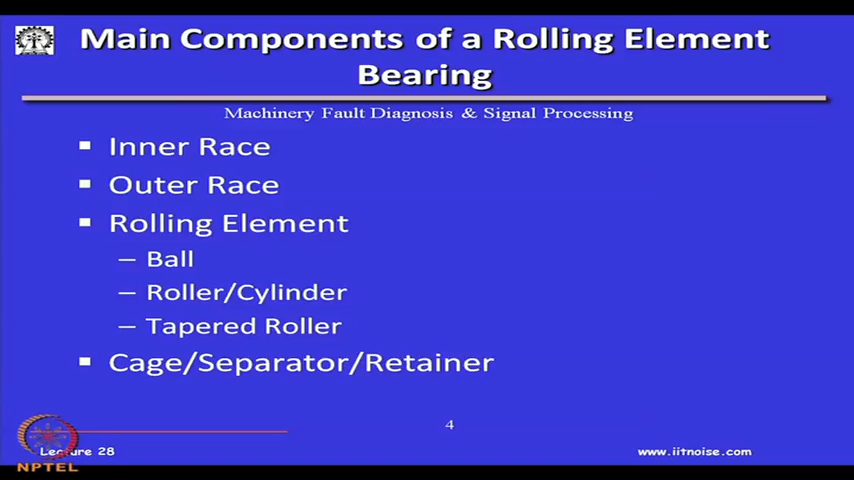 Main Components of a Rolling Element
Bearing
Machinery Fault Diagnosis & Signal Processing
▪ Inner Race
▪ Outer Race
▪ Rolling Element
– Ball
– Roller/Cylinder
– Tapered Roller
▪ Cage/Separator/Retainer
4
Lecture 28
www.iitnoise.com
NPTEL